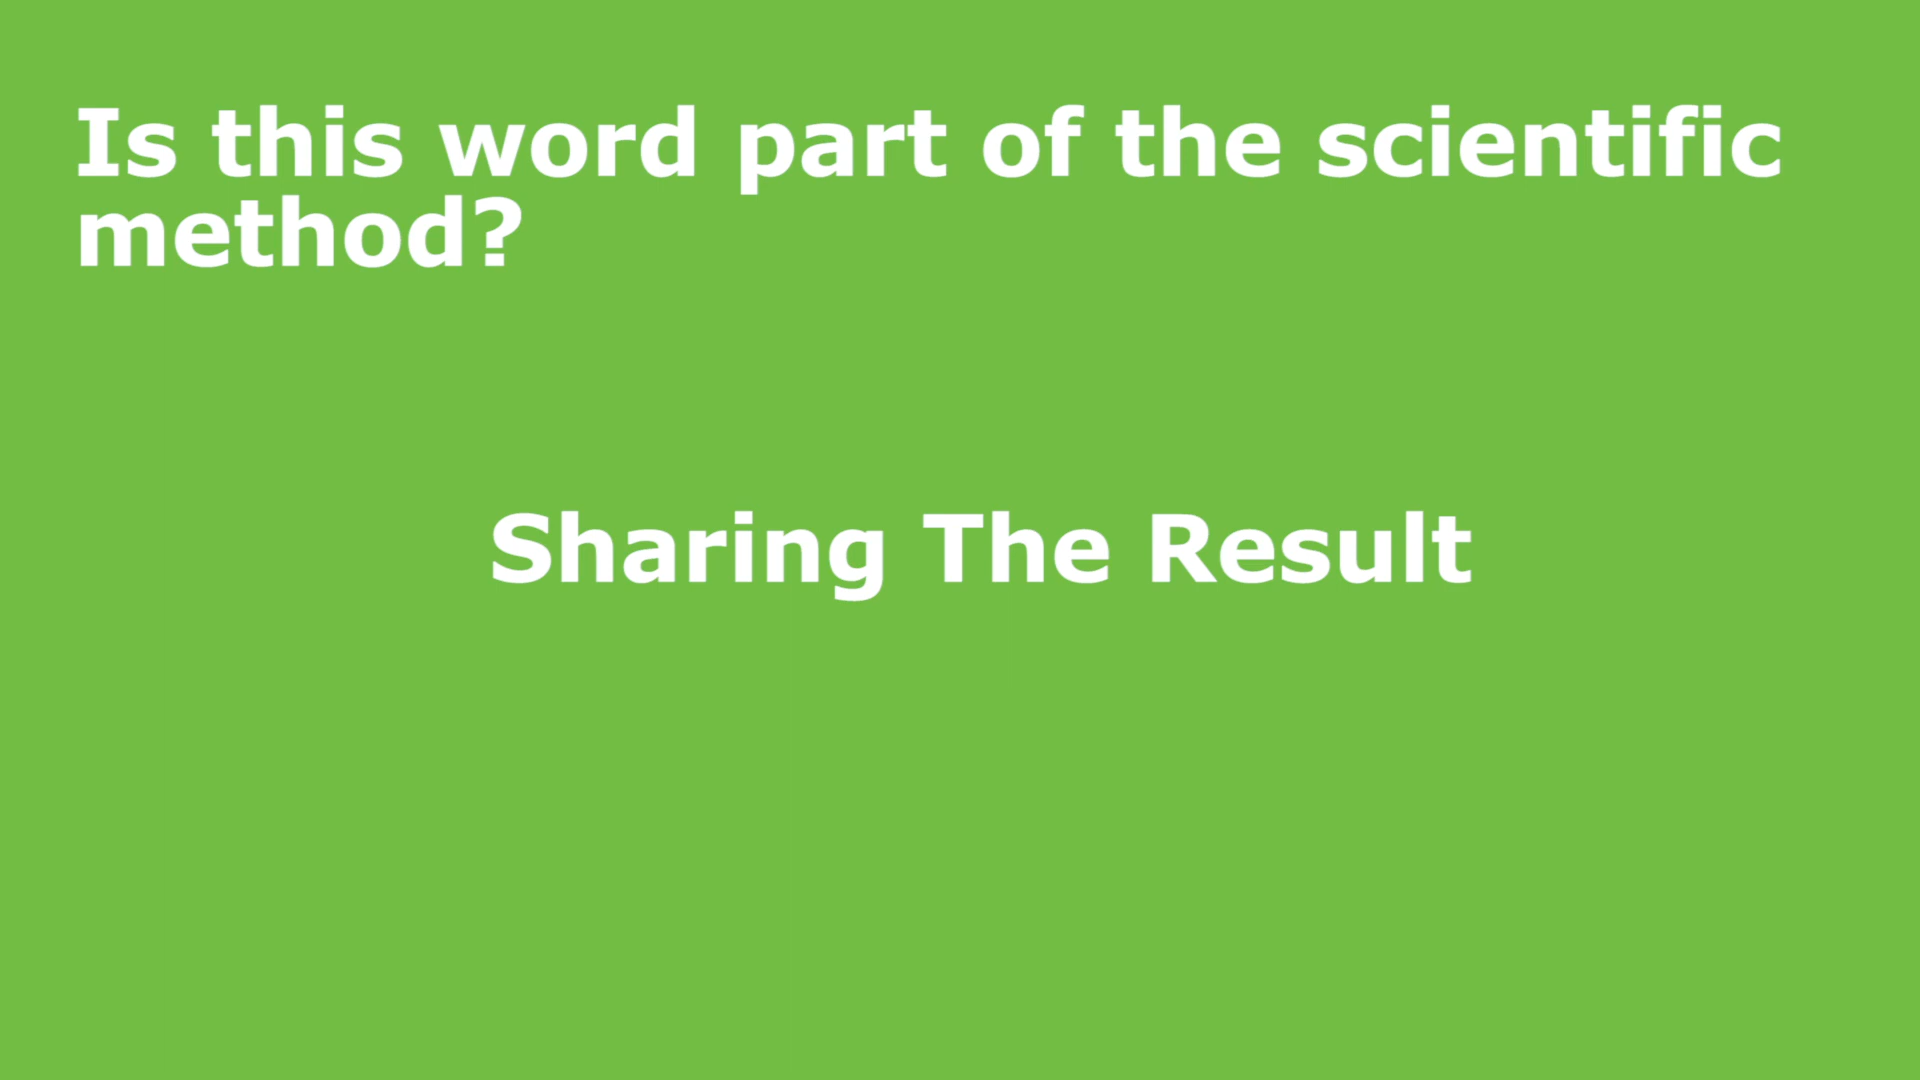 Is this word part of the scientific
method?
Sharing The Result